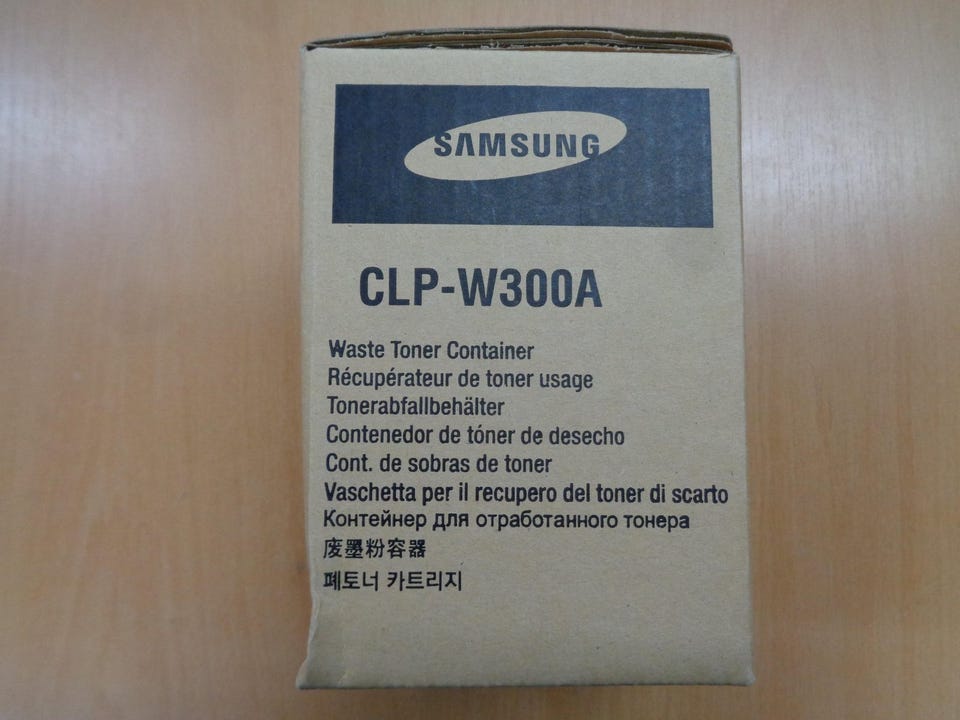 SAMSUNG
CLP-W300A
Waste Toner Container
Récupérateur de toner usage
Tonerabfallbehälter
Contenedor de tóner de desecho
Cont. de sobras de toner
Vaschetta per il recupero del toner di scarto
Контейнер для отработанного тонера
废墨粉容器
폐토너 카트리지